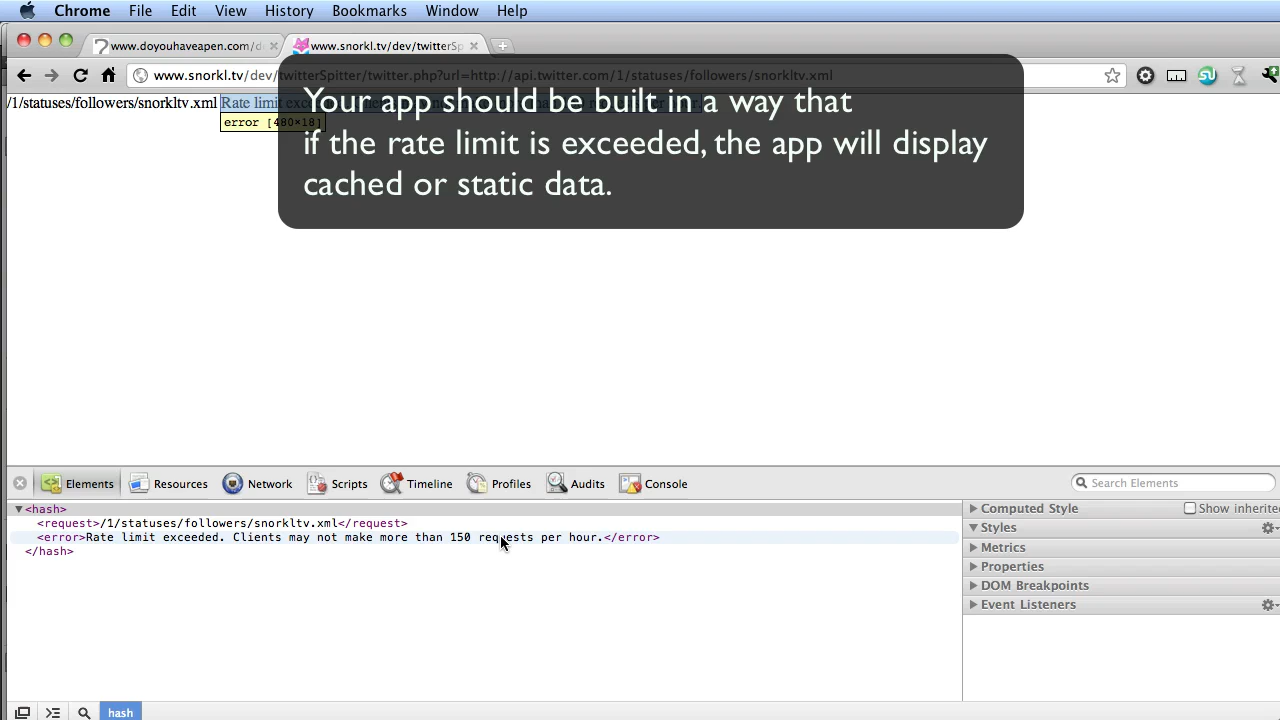 Chrome File Edit View History Bookmarks Window Help
www.doyouhaveapen.com/d
www.snorkl.tv/dev/twitterSp
www.snorkl.tv/dev/twitterSpitter/twitter.php?url=http://api.twitter.com/1/statuses/followers/snorkltv.xml
/1/statuses/followers/snorkltv.xml Rate limit
error [480×18]
Your app should be built in a way that
if the rate limit is exceeded, the app will display
cached or static data.
Elements Resources Network Scripts Timeline Profiles Audits Console Search Elements
<hash>
<request>/1/statuses/followers/snorkltv.xml</request>
<error>Rate limit exceeded. Clients may not make more than 150 requests per hour.</error>
</hash>
Computed Style Show inherite
Styles
Metrics
Properties
DOM Breakpoints
Event Listeners
hash